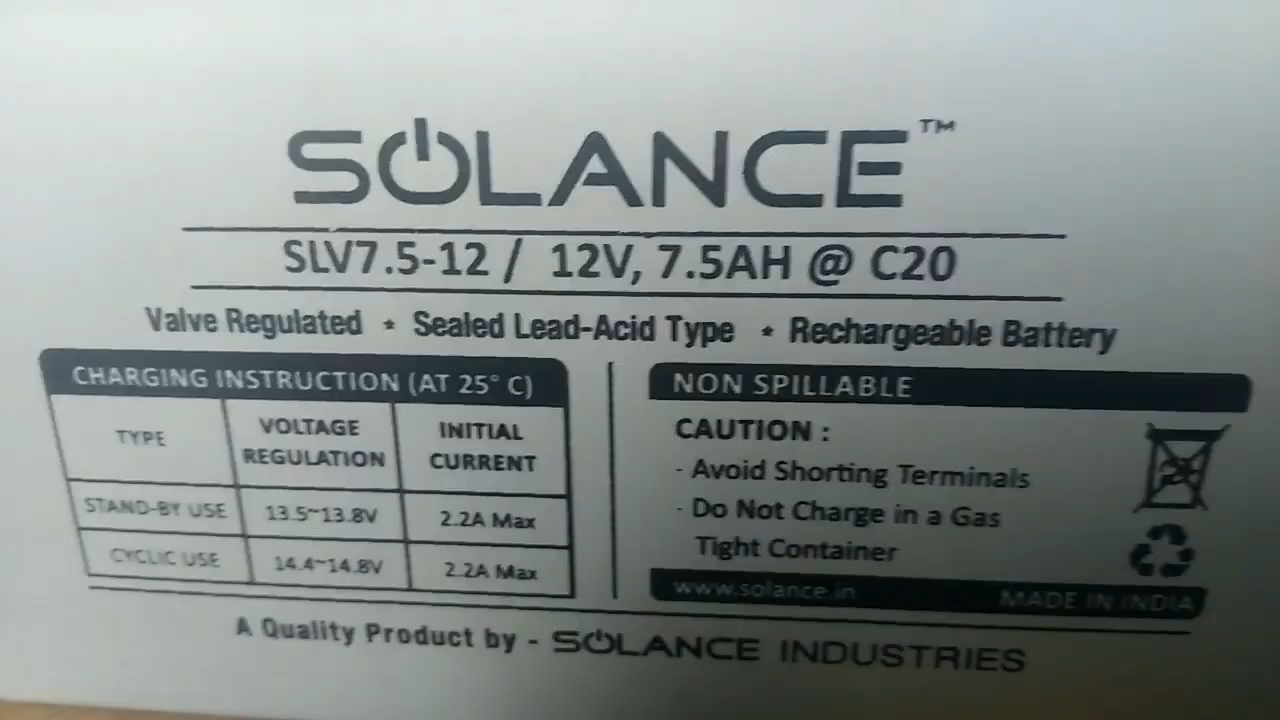 SOLANCE™
SLV7.5-12 / 12V, 7.5AH @ C20
Valve Regulated * Sealed Lead-Acid Type * Rechargeable Battery
CHARGING INSTRUCTION (AT 25° C)
TYPE VOLTAGE REGULATION INITIAL CURRENT
STAND-BY USE 13.5~13.8V 2.2A Max
CYCLIC USE 14.4~14.8V 2.2A Max
NON SPILLABLE
CAUTION :
- Avoid Shorting Terminals
- Do Not Charge in a Gas
Tight Container
www.solance.in MADE IN INDIA
A Quality Product by - SOLANCE INDUSTRIES